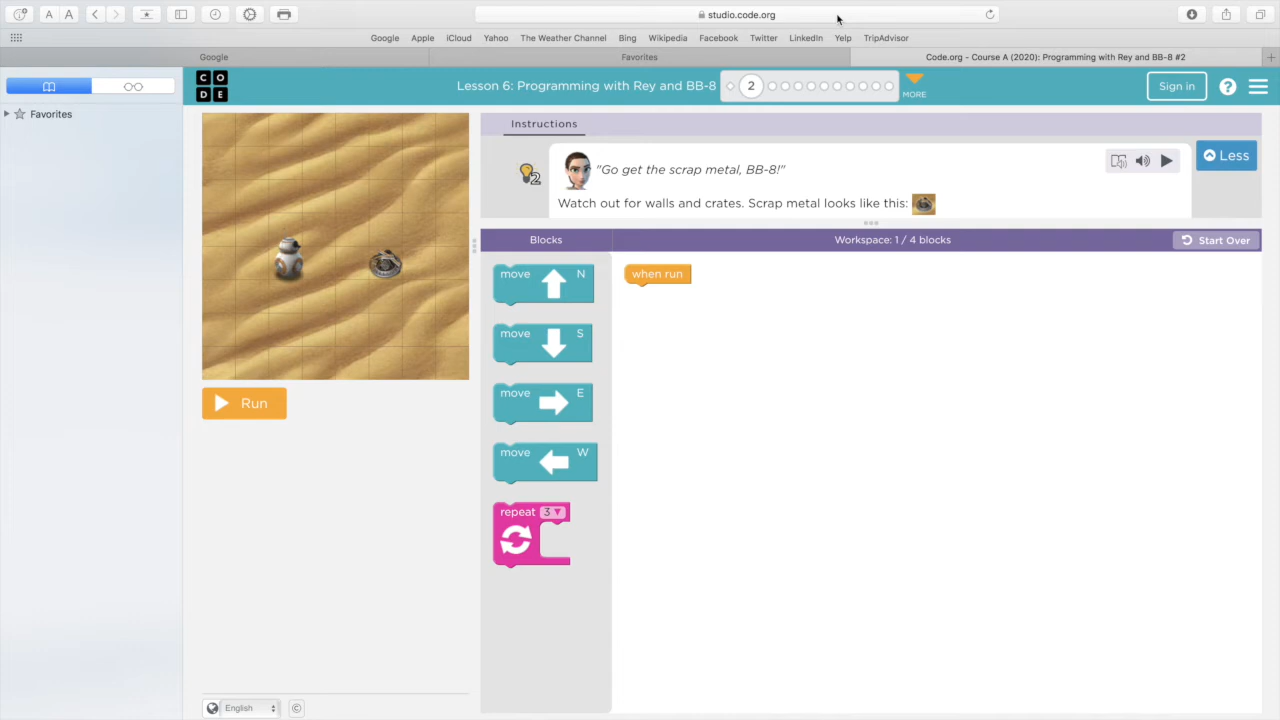 A A
studio.code.org
Google Apple iCloud Yahoo The Weather Channel Bing Wikipedia Facebook Twitter LinkedIn Yelp TripAdvisor
Google Favorites Code.org - Course A (2020): Programming with Rey and BB-8 #2
Favorites
C O
D E
Lesson 6: Programming with Rey and BB-8
2
MORE
Sign in
?
Instructions
2
"Go get the scrap metal, BB-8!"
Less
Watch out for walls and crates. Scrap metal looks like this:
Blocks
Workspace: 1 / 4 blocks
Start Over
move N
when run
move S
move E
Run
move W
repeat 3
English
©